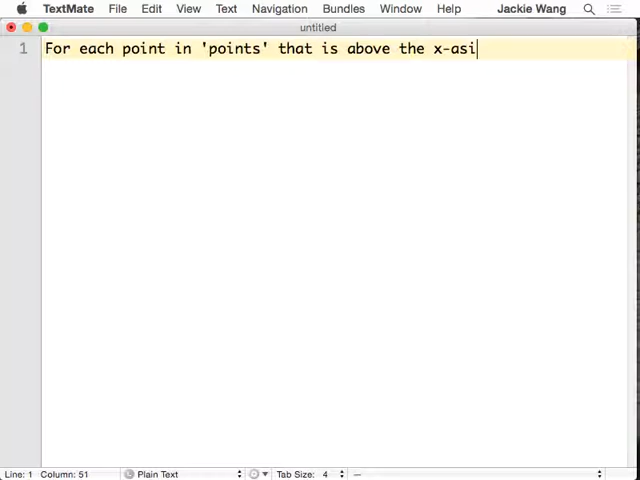 TextMate File Edit View Text Navigation Bundles Window Help Jackie Wang
untitled
1 For each point in 'points' that is above the x-asi
Line: 1 Column: 51 Plain Text Tab Size: 4 —